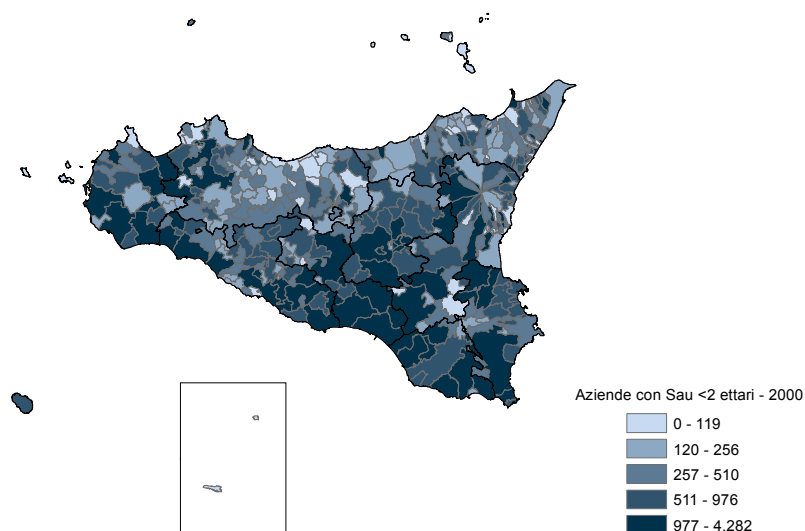 Aziende con Sau <2 ettari - 2000
0 - 119
120 - 256
257 - 510
511 - 976
977 - 4.282